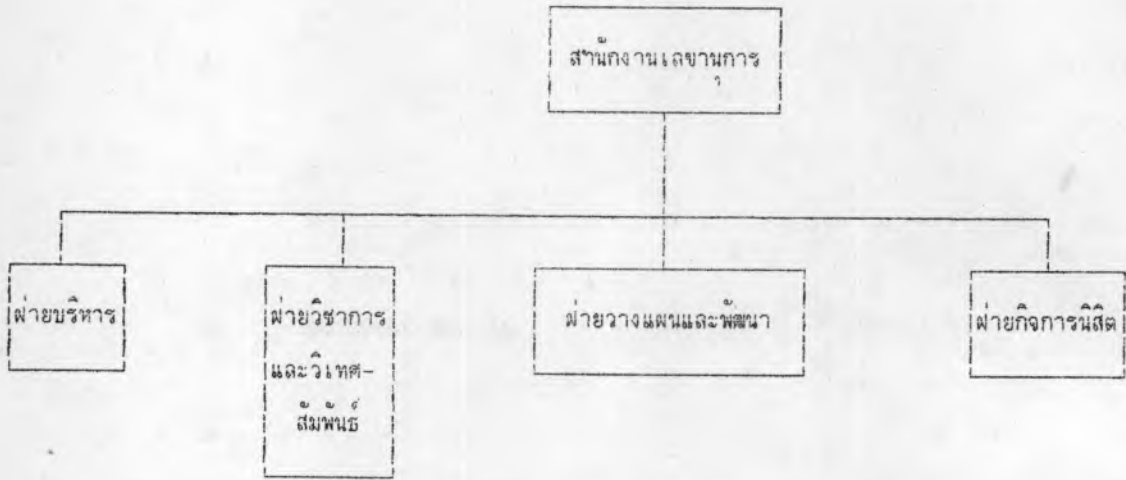 สำนักงานเลขานุการ
ฝ่ายบริหาร
ฝ่ายวิชาการ
และวิเทศ-
สัมพันธ์
ฝ่ายวางแผนและพัฒนา
ฝ่ายกิจการนิสิต